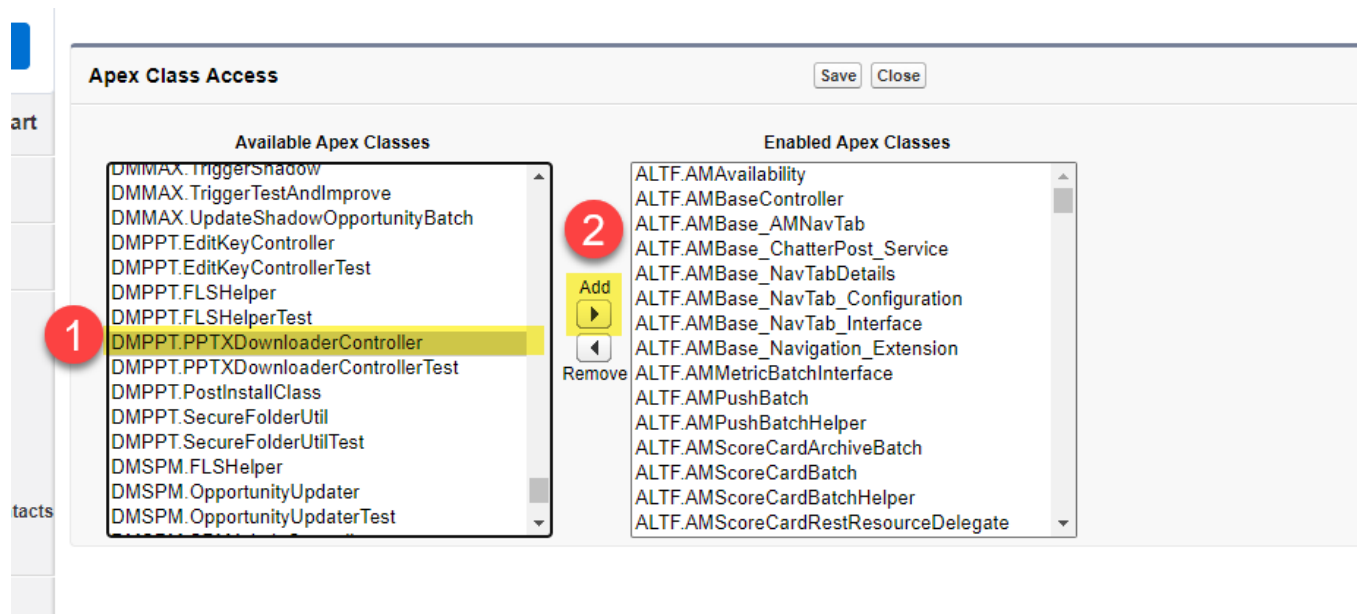 Apex Class Access
Save Close
art
Available Apex Classes
Enabled Apex Classes
DMMAX.TriggerShadow
DMMAX.TriggerTestAndImprove
DMMAX.UpdateShadowOpportunityBatch
DMPPT.EditKeyController
DMPPT.EditKeyControllerTest
DMPPT.FLSHelper
DMPPT.FLSHelperTest
1
DMPPT.PPTXDownloaderController
DMPPT.PPTXDownloaderControllerTest
DMPPT.PostInstallClass
DMPPT.SecureFolderUtil
DMPPT.SecureFolderUtilTest
DMSPM.FLSHelper
DMSPM.OpportunityUpdater
DMSPM.OpportunityUpdaterTest
2
Add
Remove
ALTF.AMAvailability
ALTF.AMBaseController
ALTF.AMBase_AMNavTab
ALTF.AMBase_ChatterPost_Service
ALTF.AMBase_NavTabDetails
ALTF.AMBase_NavTab_Configuration
ALTF.AMBase_NavTab_Interface
ALTF.AMBase_Navigation_Extension
ALTF.AMMetricBatchInterface
ALTF.AMPushBatch
ALTF.AMPushBatchHelper
ALTF.AMScoreCardArchiveBatch
ALTF.AMScoreCardBatch
ALTF.AMScoreCardBatchHelper
ALTF.AMScoreCardRestResourceDelegate
ntacts